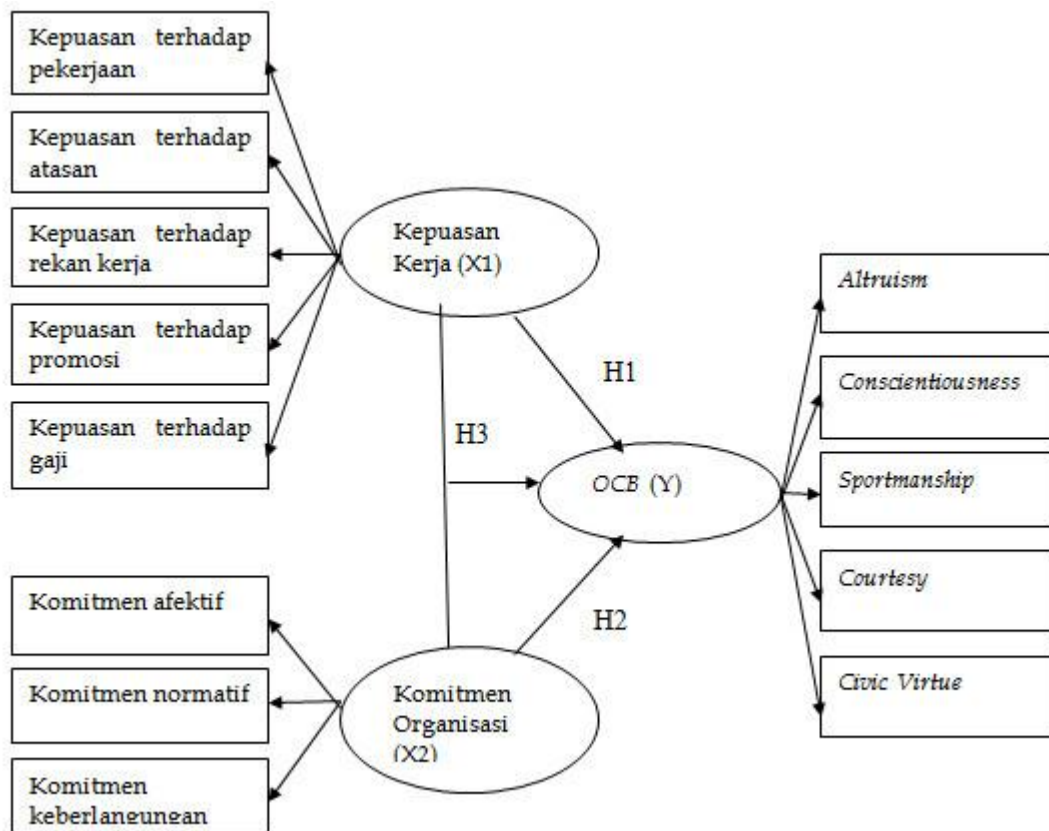 Kepuasan terhadap
pekerjaan
Kepuasan terhadap
atasan
Kepuasan terhadap
rekan kerja
Kepuasan terhadap
promosi
Kepuasan terhadap
gaji
Komitmen afektif
Komitmen normatif
Komitmen
keberlangungan
Kepuasan
Kerja (X1)
H1
H3
OCB (Y)
H2
Komitmen
Organisasi
(X2)
Altruism
Conscientiousness
Sportmanship
Courtesy
Civic Virtue